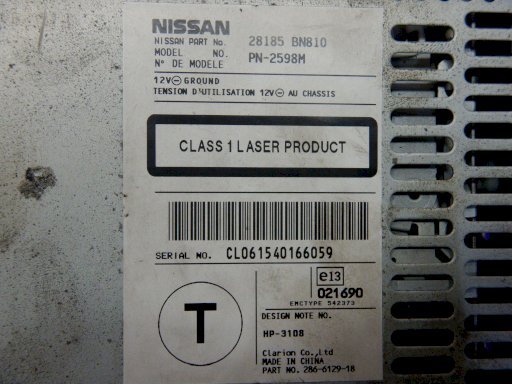 NISSAN
NISSAN PART No. 28185 BN810
MODEL NO. PN-2598M
N° DE MODELE
12V⊖ GROUND
TENSION D'UTILISATION 12V⊖ AU CHASSIS
CLASS 1 LASER PRODUCT
SERIAL NO. CL061540166059
T
e13
021690
EMCTYPE 542373
DESIGN NOTE NO.
HP-3108
Clarion Co.,Ltd
MADE IN CHINA
PART NO. 286-6129-18